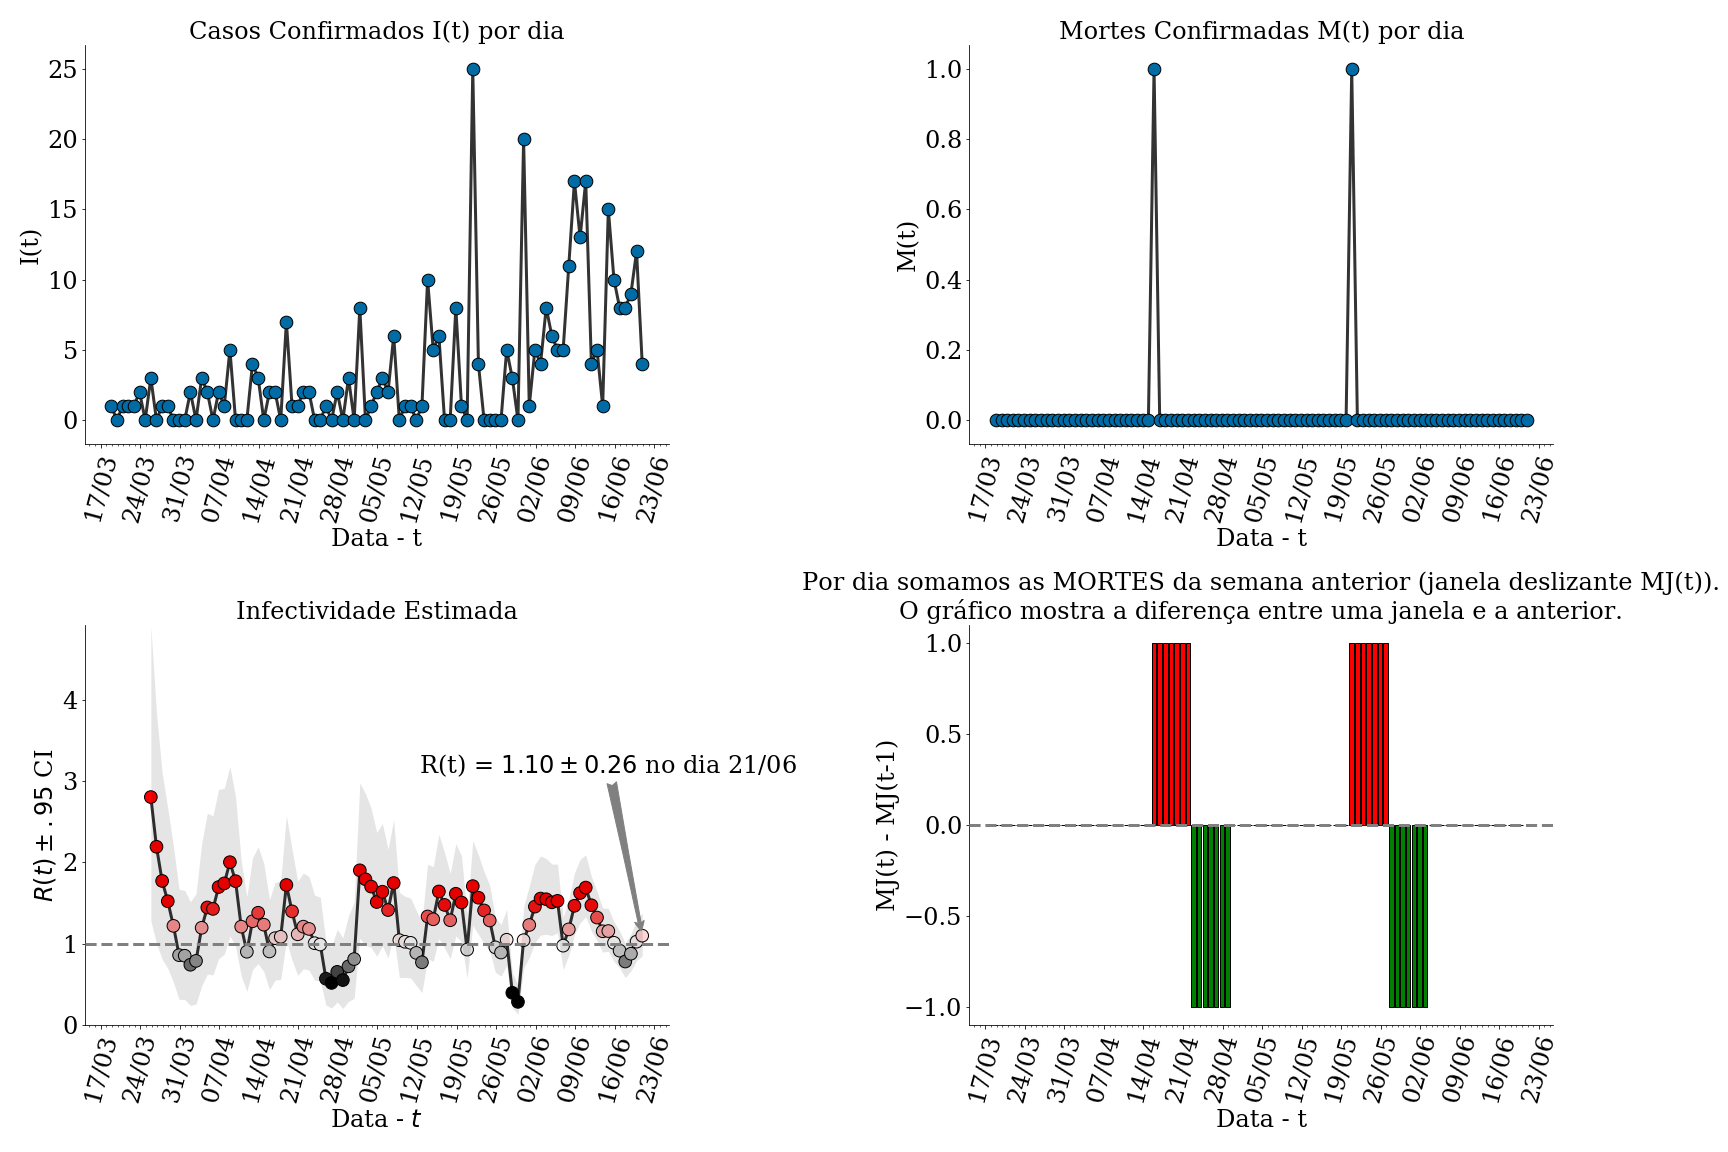 Casos Confirmados I(t) por dia
I(t)
25
20
15
10
5
0
17/03 24/03 31/03 07/04 14/04 21/04 28/04 05/05 12/05 19/05 26/05 02/06 09/06 16/06 23/06
Data - t
Mortes Confirmadas M(t) por dia
M(t)
1.0
0.8
0.6
0.4
0.2
0.0
17/03 24/03 31/03 07/04 14/04 21/04 28/04 05/05 12/05 19/05 26/05 02/06 09/06 16/06 23/06
Data - t
Infectividade Estimada
R(t) ± .95 CI
4
3
2
1
0
R(t) = 1.10 ± 0.26 no dia 21/06
17/03 24/03 31/03 07/04 14/04 21/04 28/04 05/05 12/05 19/05 26/05 02/06 09/06 16/06 23/06
Data - t
Por dia somamos as MORTES da semana anterior (janela deslizante MJ(t)).
O gráfico mostra a diferença entre uma janela e a anterior.
MJ(t) - MJ(t-1)
1.0
0.5
0.0
−0.5
−1.0
17/03 24/03 31/03 07/04 14/04 21/04 28/04 05/05 12/05 19/05 26/05 02/06 09/06 16/06 23/06
Data - t